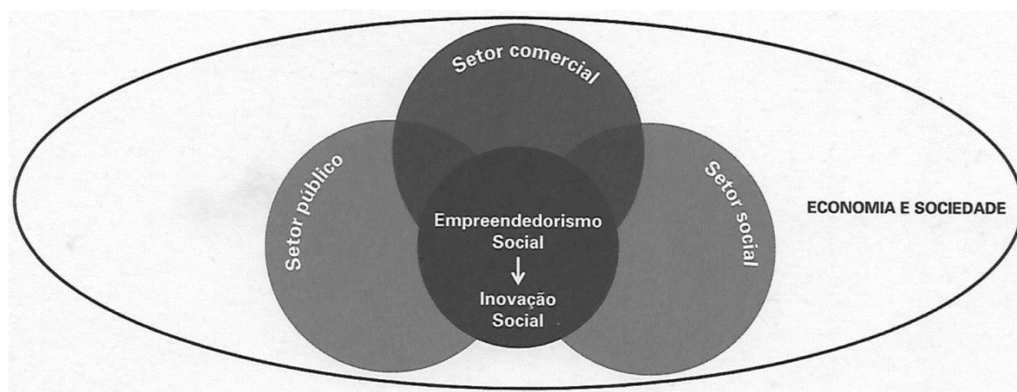 Setor comercial
Setor público
Setor social
Empreendedorismo
Social
Inovação
Social
ECONOMIA E SOCIEDADE